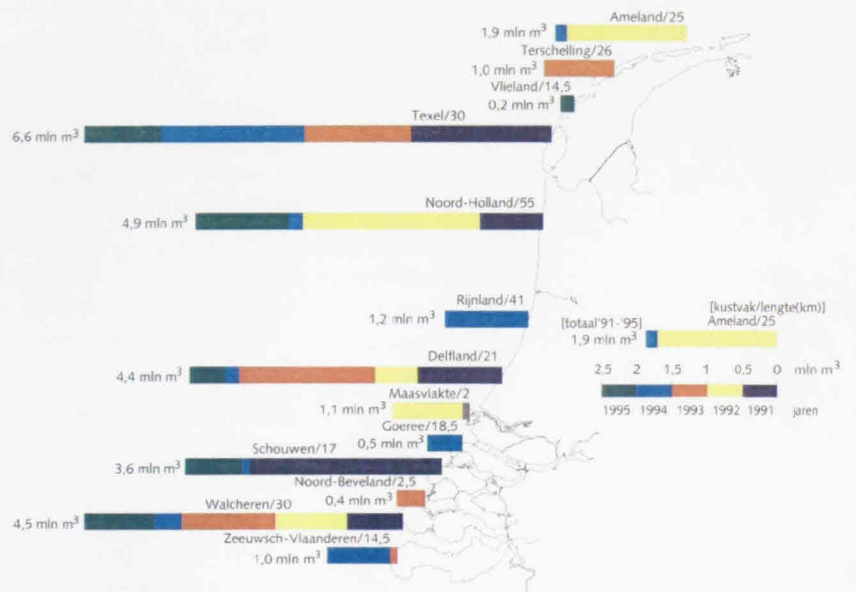 Ameland/25
1,9 mln m³
Terschelling/26
1,0 mln m³
Vlieland/14,5
0,2 mln m³
Texel/30
6,6 mln m³
Noord-Holland/55
4,9 mln m³
Rijnland/41
1,2 mln m³
[kustvak/lengte(km)]
[totaal'91-'95] Ameland/25
1,9 mln m³
Delfland/21
4,4 mln m³
2,5 2 1,5 1 0,5 0 mln m³
Maasvlakte/2
1,1 mln m³
1995 1994 1993 1992 1991 jaren
Goeree/18,5
0,5 mln m³
Schouwen/17
3,6 mln m³
Noord-Beveland/2,5
0,4 mln m³
Walcheren/30
4,5 mln m³
Zeeuwsch-Vlaanderen/14,5
1,0 mln m³